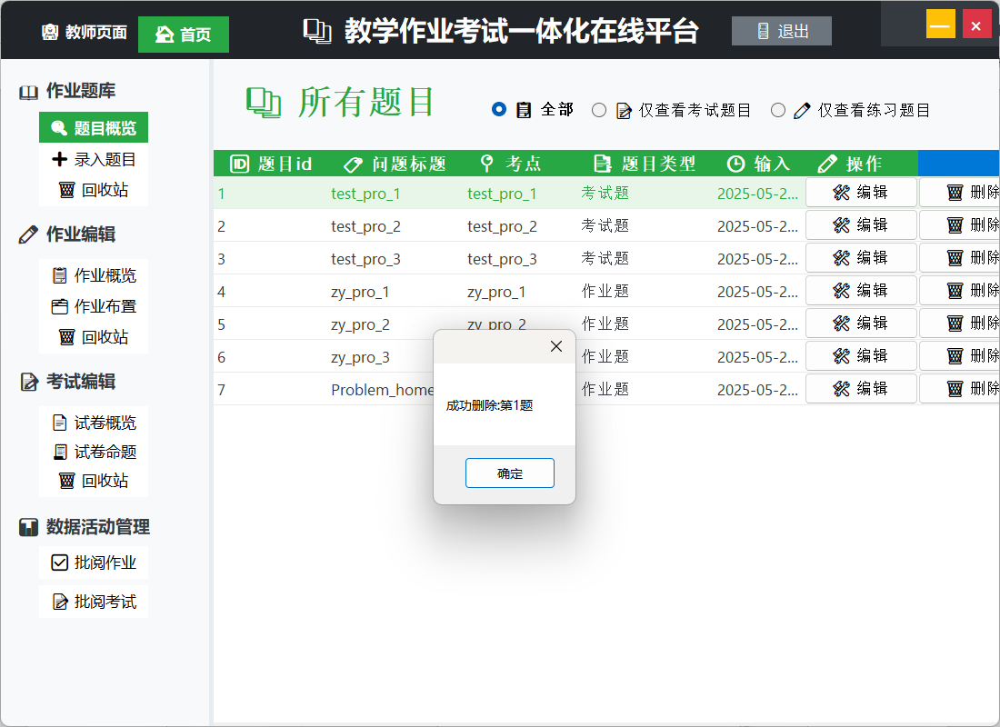 教师页面 首页 教学作业考试一体化在线平台 退出
作业题库
题目概览
录入题目
回收站
作业编辑
作业概览
作业布置
回收站
考试编辑
试卷概览
试卷命题
回收站
数据活动管理
批阅作业
批阅考试
所有题目 全部 仅查看考试题目 仅查看练习题目
ID 题目id 问题标题 考点 题目类型 输入 操作
1 test_pro_1 test_pro_1 考试题 2025-05-2... 编辑 删除
2 test_pro_2 test_pro_2 考试题 2025-05-2... 编辑 删除
3 test_pro_3 test_pro_3 考试题 2025-05-2... 编辑 删除
4 zy_pro_1 zy_pro_1 作业题 2025-05-2... 编辑 删除
5 zy_pro_2 zy_pro_2 作业题 2025-05-2... 编辑 删除
6 zy_pro_3 作业题 2025-05-2... 编辑 删除
7 Problem_home 作业题 2025-05-2... 编辑 删除
成功删除:第1题
确定